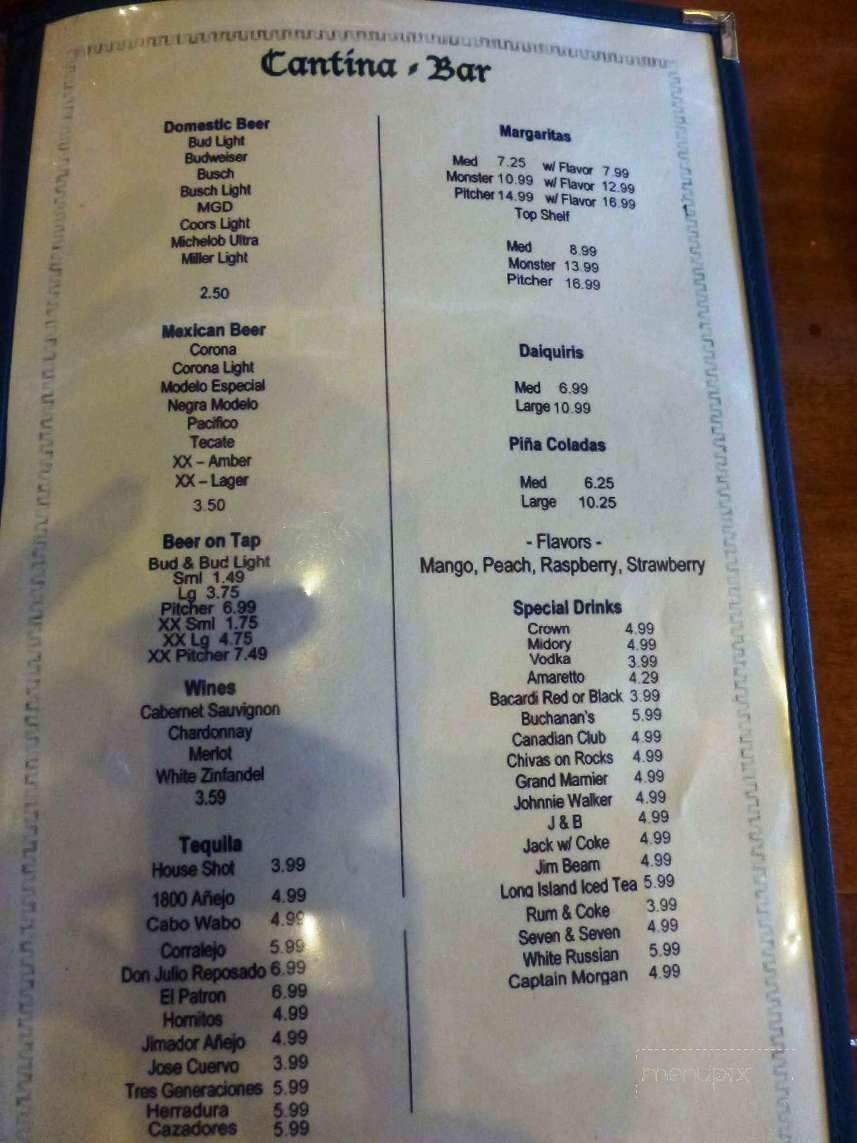 Cantina - Bar
Domestic Beer
Bud Light
Budweiser
Busch
Busch Light
MGD
Coors Light
Michelob Ultra
Miller Light
2.50
Mexican Beer
Corona
Corona Light
Modelo Especial
Negra Modelo
Pacifico
Tecate
XX – Amber
XX – Lager
3.50
Beer on Tap
Bud & Bud Light
Sml 1.49
Lg 3.75
Pitcher 6.99
XX Sml 1.75
XX Lg 4.75
XX Pitcher 7.49
Wines
Cabernet Sauvignon
Chardonnay
Merlot
White Zinfandel
3.59
Tequila
House Shot 3.99
1800 Añejo 4.99
Cabo Wabo 4.99
Corralejo 5.99
Don Julio Reposado 6.99
El Patron 6.99
Hornitos 4.99
Jimador Añejo 4.99
Jose Cuervo 3.99
Tres Generaciones 5.99
Herradura 5.99
Cazadores 5.99
Margaritas
Med 7.25 w/ Flavor 7.99
Monster 10.99 w/ Flavor 12.99
Pitcher 14.99 w/ Flavor 16.99
Top Shelf
Med 8.99
Monster 13.99
Pitcher 16.99
Daiquiris
Med 6.99
Large 10.99
Piña Coladas
Med 6.25
Large 10.25
- Flavors -
Mango, Peach, Raspberry, Strawberry
Special Drinks
Crown 4.99
Midory 4.99
Vodka 3.99
Amaretto 4.29
Bacardi Red or Black 3.99
Buchanan's 5.99
Canadian Club 4.99
Chivas on Rocks 4.99
Grand Marnier 4.99
Johnnie Walker 4.99
J & B 4.99
Jack w/ Coke 4.99
Jim Beam 4.99
Long Island Iced Tea 5.99
Rum & Coke 3.99
Seven & Seven 4.99
White Russian 5.99
Captain Morgan 4.99
menupix